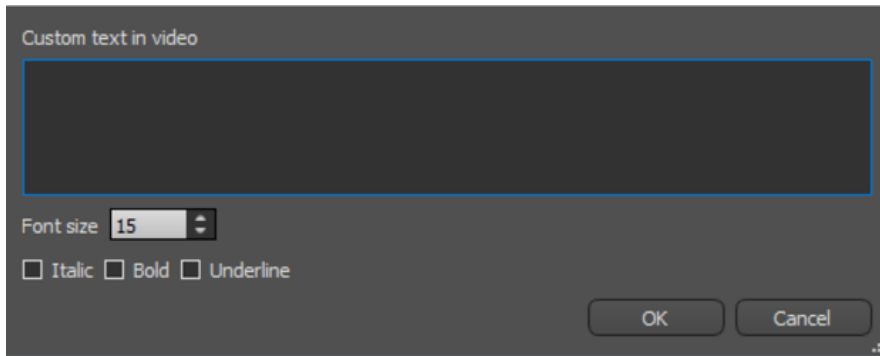 Custom text in video
Font size 15
Italic Bold Underline
OK Cancel